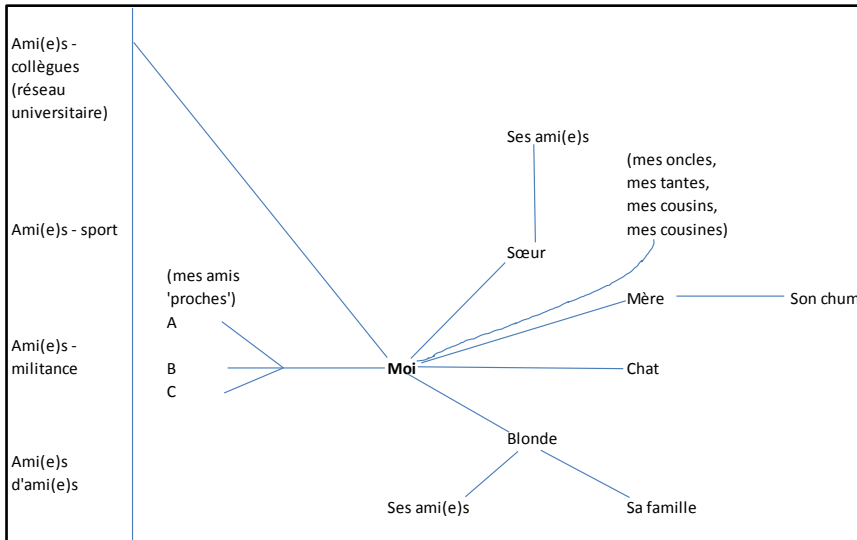 Ami(e)s -
collègues
(réseau
universitaire)
Ami(e)s - sport
Ami(e)s -
militance
Ami(e)s
d'ami(e)s
(mes amis
'proches')
A
B
C
Moi
Ses ami(e)s
Sœur
(mes oncles,
mes tantes,
mes cousins,
mes cousines)
Mère
Son chum
Chat
Blonde
Ses ami(e)s
Sa famille